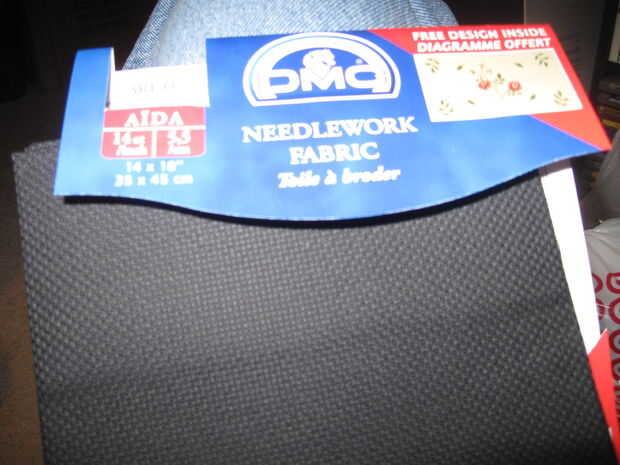 FREE DESIGN INSIDE
DIAGRAMME OFFERT
DMC
AÏDA
14 ct
5.5
14 x 18"
35 x 45 cm
NEEDLEWORK
FABRIC
Toile à broder